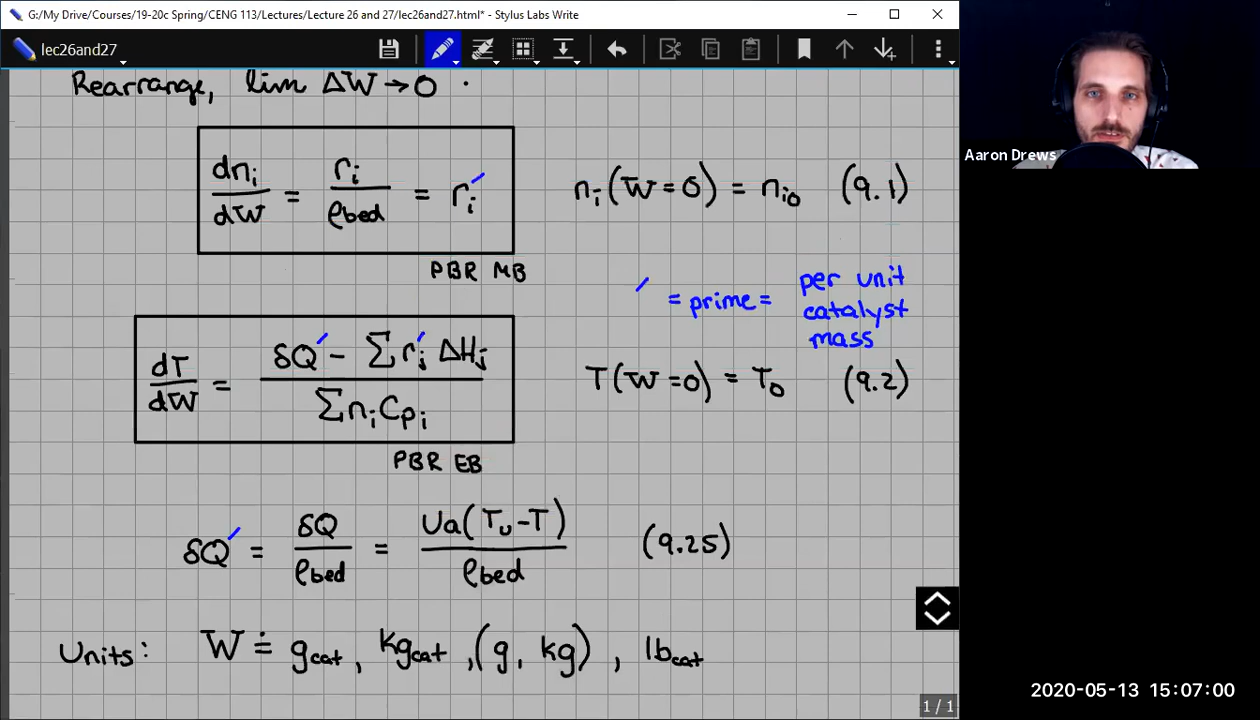 G:/My Drive/Courses/19-20c Spring/CENG 113/Lectures/Lecture 26 and 27/lec26and27.html* - Stylus Labs Write
lec26and27
Rearrange, lim ΔW → 0 .
dnᵢ/dW = rᵢ/ρbed = rᵢ′ nᵢ(W = 0) = nᵢ₀ (9.1)
PBR MB
′ = prime = per unit
catalyst
mass
dT/dW = (δQ′ - Σ rⱼ′ ΔHⱼ)/(Σ nᵢ Cpᵢ) T(W = 0) = T₀ (9.2)
PBR EB
δQ′ = δQ/ρbed = Ua(Tᵤ - T)/ρbed (9.25)
Units: W ≐ gcat, kgcat, (g, kg), lbcat
1 / 1
Aaron Drews
2020-05-13 15:07:00